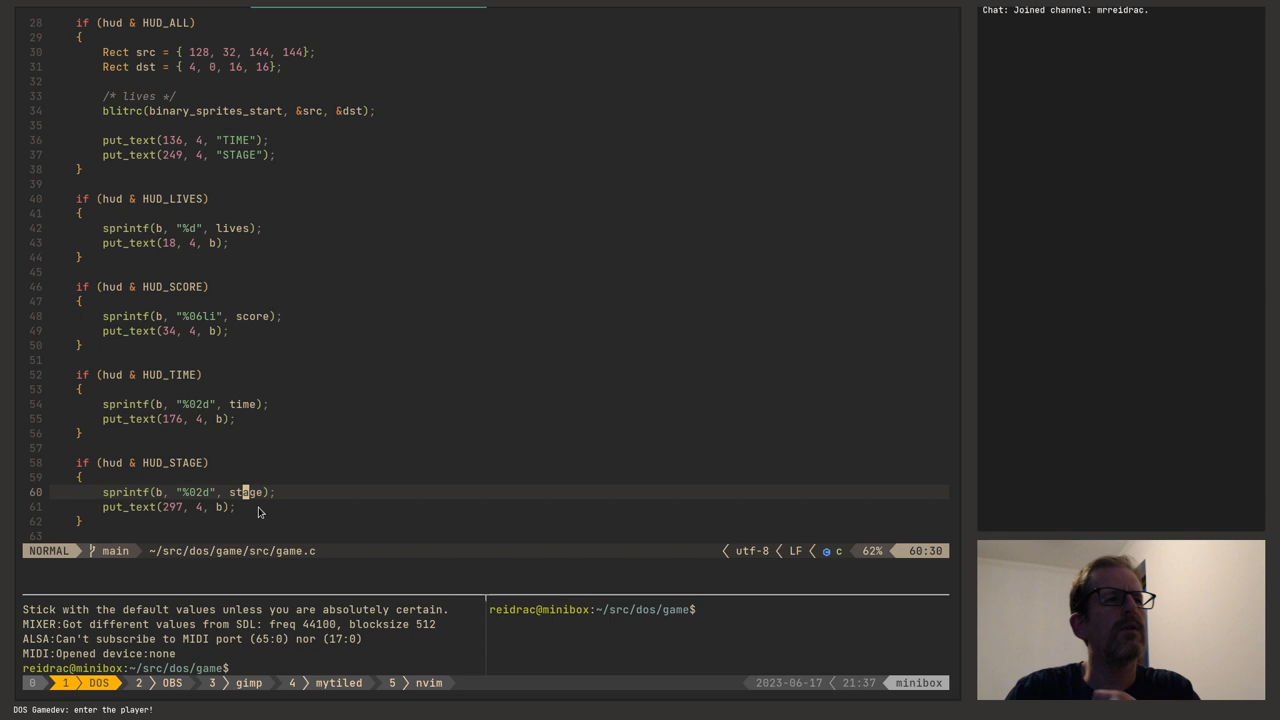 28 if (hud & HUD_ALL)
29 {
30 Rect src = { 128, 32, 144, 144};
31 Rect dst = { 4, 0, 16, 16};
32
33 /* lives */
34 blitrc(binary_sprites_start, &src, &dst);
35
36 put_text(136, 4, "TIME");
37 put_text(249, 4, "STAGE");
38 }
39
40 if (hud & HUD_LIVES)
41 {
42 sprintf(b, "%d", lives);
43 put_text(18, 4, b);
44 }
45
46 if (hud & HUD_SCORE)
47 {
48 sprintf(b, "%06li", score);
49 put_text(34, 4, b);
50 }
51
52 if (hud & HUD_TIME)
53 {
54 sprintf(b, "%02d", time);
55 put_text(176, 4, b);
56 }
57
58 if (hud & HUD_STAGE)
59 {
60 sprintf(b, "%02d", stage);
61 put_text(297, 4, b);
62 }
63
NORMAL main ~/src/dos/game/src/game.c utf-8 LF c 62% 60:30
Stick with the default values unless you are absolutely certain.
MIXER:Got different values from SDL: freq 44100, blocksize 512
ALSA:Can't subscribe to MIDI port (65:0) nor (17:0)
MIDI:Opened device:none
reidrac@minibox:~/src/dos/game$
reidrac@minibox:~/src/dos/game$
0 1 DOS 2 OBS 3 gimp 4 mytiled 5 nvim 2023-06-17 21:37 minibox
DOS Gamedev: enter the player!
Chat: Joined channel: mrreidrac.